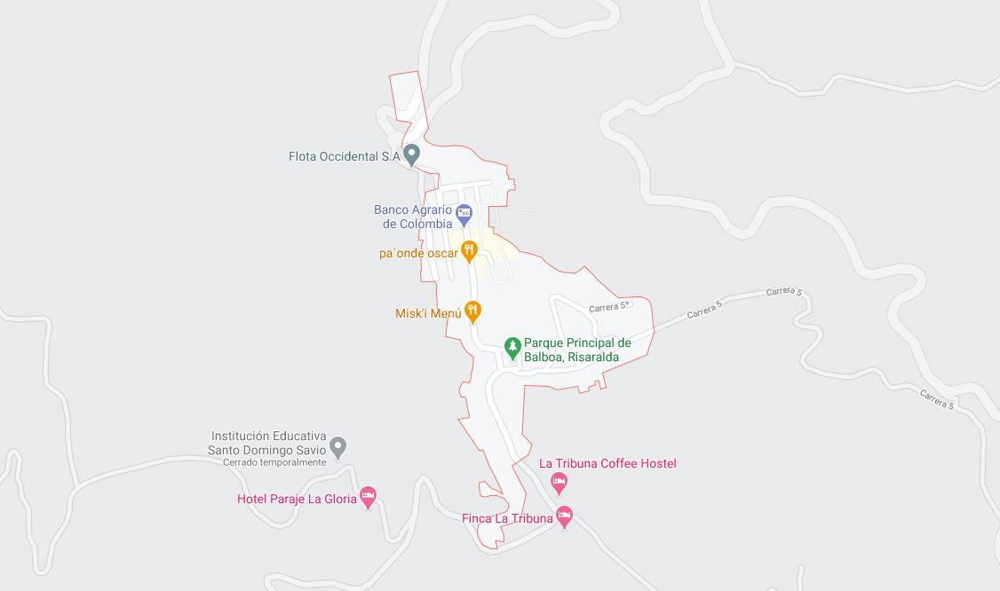 Flota Occidental S.A
Banco Agrario
de Colombia
pa`onde oscar
Misk'i Menú
Carrera 5ª
Carrera 5
Carrera 5
Parque Principal de
Balboa, Risaralda
Carrera 5
Institución Educativa
Santo Domingo Savio
Cerrado temporalmente
La Tribuna Coffee Hostel
Hotel Paraje La Gloria
Finca La Tribuna